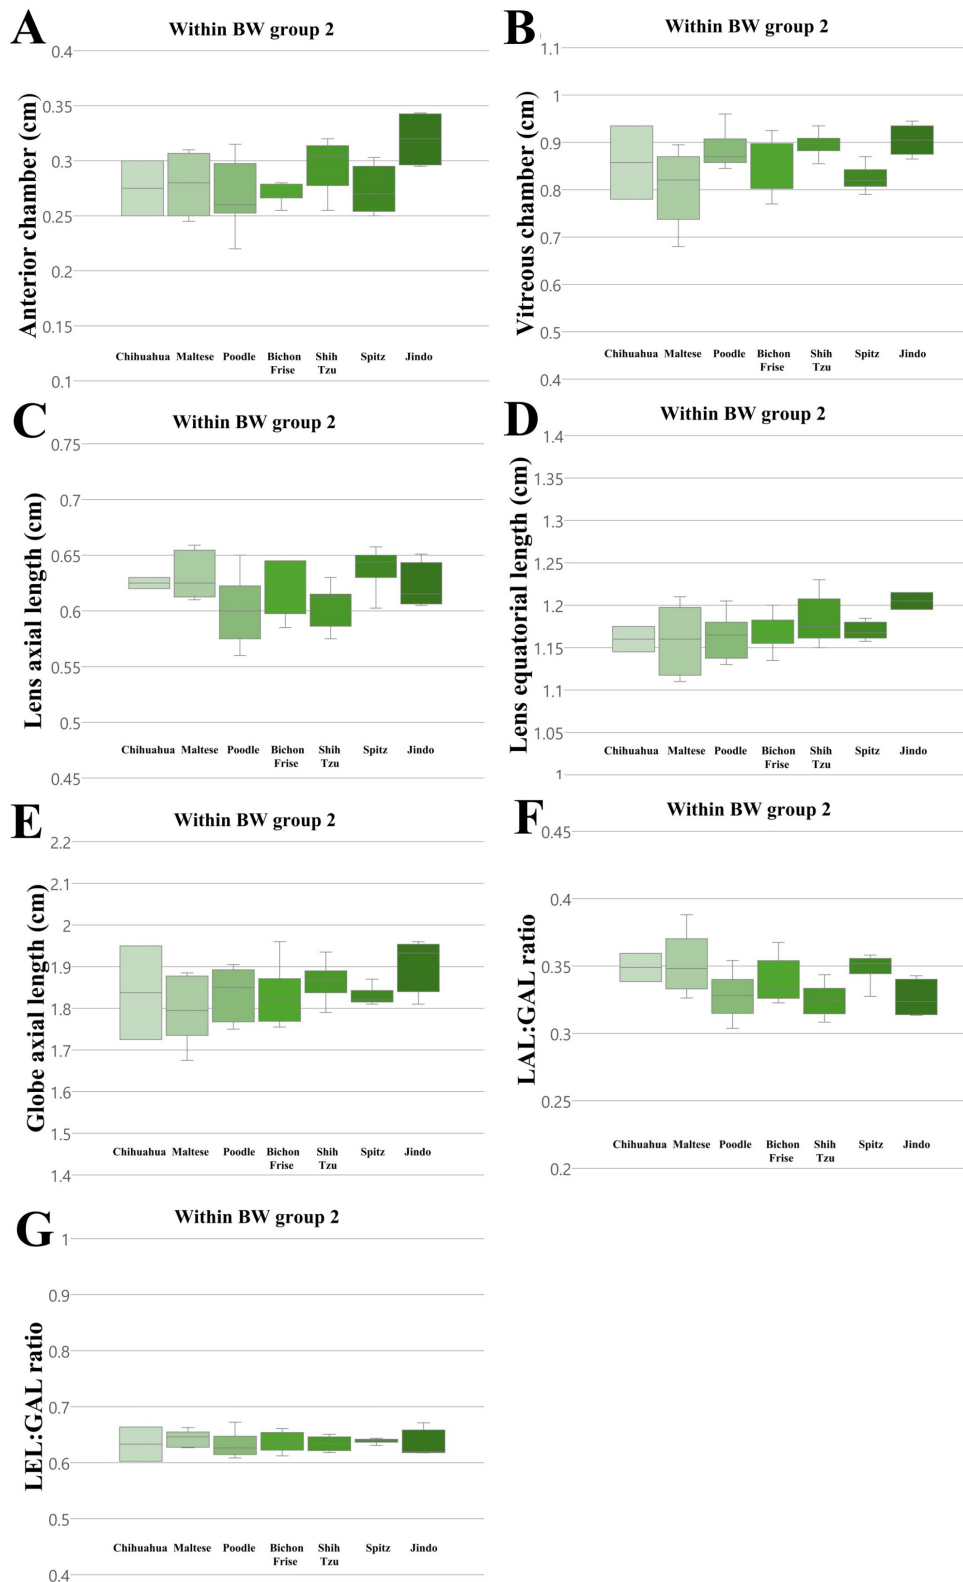 A
Within BW group 2
Anterior chamber (cm)
0.4
0.35
0.3
0.25
0.2
0.15
0.1
Chihuahua Maltese Poodle Bichon Frise Shih Tzu Spitz Jindo
B
Within BW group 2
Vitreous chamber (cm)
1.1
1
0.9
0.8
0.7
0.6
0.5
0.4
Chihuahua Maltese Poodle Bichon Frise Shih Tzu Spitz Jindo
C
Within BW group 2
Lens axial length (cm)
0.75
0.7
0.65
0.6
0.55
0.5
0.45
Chihuahua Maltese Poodle Bichon Frise Shih Tzu Spitz Jindo
D
Within BW group 2
Lens equatorial length (cm)
1.4
1.35
1.3
1.25
1.2
1.15
1.1
1.05
1
Chihuahua Maltese Poodle Bichon Frise Shih Tzu Spitz Jindo
E
Within BW group 2
Globe axial length (cm)
2.2
2.1
2
1.9
1.8
1.7
1.6
1.5
1.4
Chihuahua Maltese Poodle Bichon Frise Shih Tzu Spitz Jindo
F
Within BW group 2
LAL:GAL ratio
0.45
0.4
0.35
0.3
0.25
0.2
Chihuahua Maltese Poodle Bichon Frise Shih Tzu Spitz Jindo
G
Within BW group 2
LEL:GAL ratio
1
0.9
0.8
0.7
0.6
0.5
0.4
Chihuahua Maltese Poodle Bichon Frise Shih Tzu Spitz Jindo